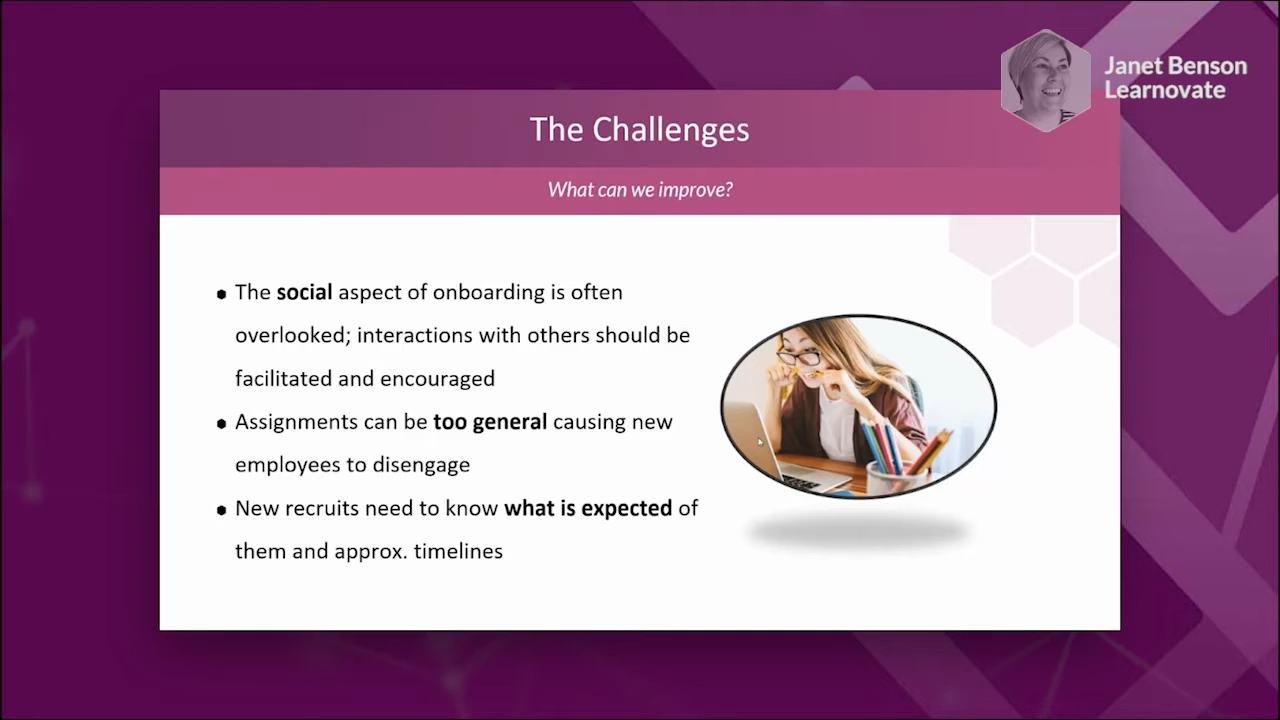 Janet Benson
Learnovate
The Challenges
What can we improve?
The social aspect of onboarding is often
overlooked; interactions with others should be
facilitated and encouraged
Assignments can be too general causing new
employees to disengage
New recruits need to know what is expected of
them and approx. timelines